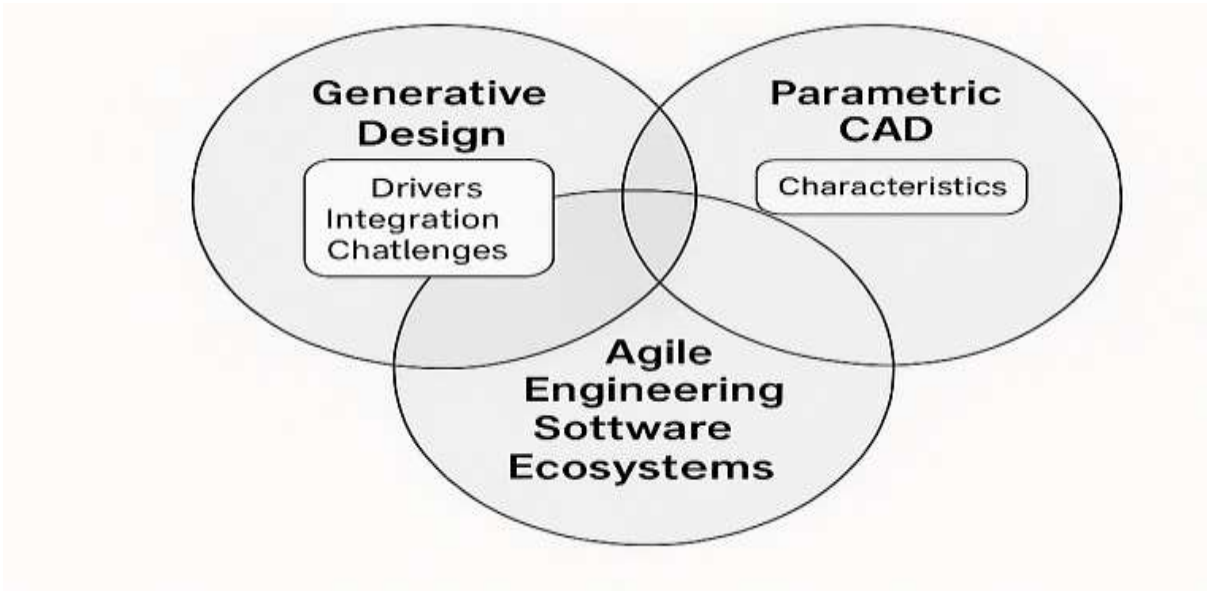 Generative
Design
Drivers
Integration
Chatlenges
Parametric
CAD
Characteristics
Agile
Engineering
Sottware
Ecosystems